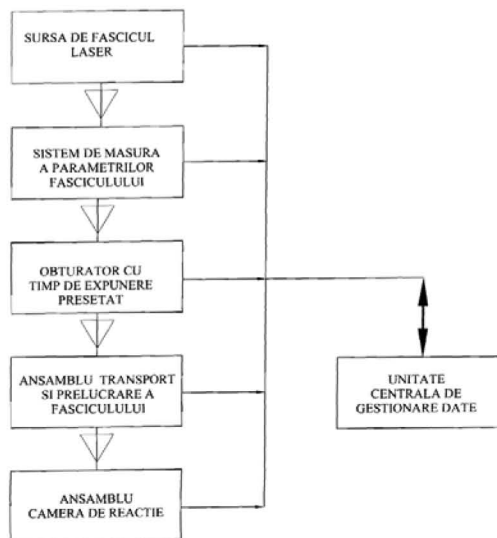 SURSA DE FASCICUL
LASER
SISTEM DE MASURA
A PARAMETRILOR
FASCICULULUI
OBTURATOR CU
TIMP DE EXPUNERE
PRESETAT
ANSAMBLU TRANSPORT
SI PRELUCRARE A
FASCICULULUI
ANSAMBLU
CAMERA DE REACTIE
UNITATE
CENTRALA DE
GESTIONARE DATE